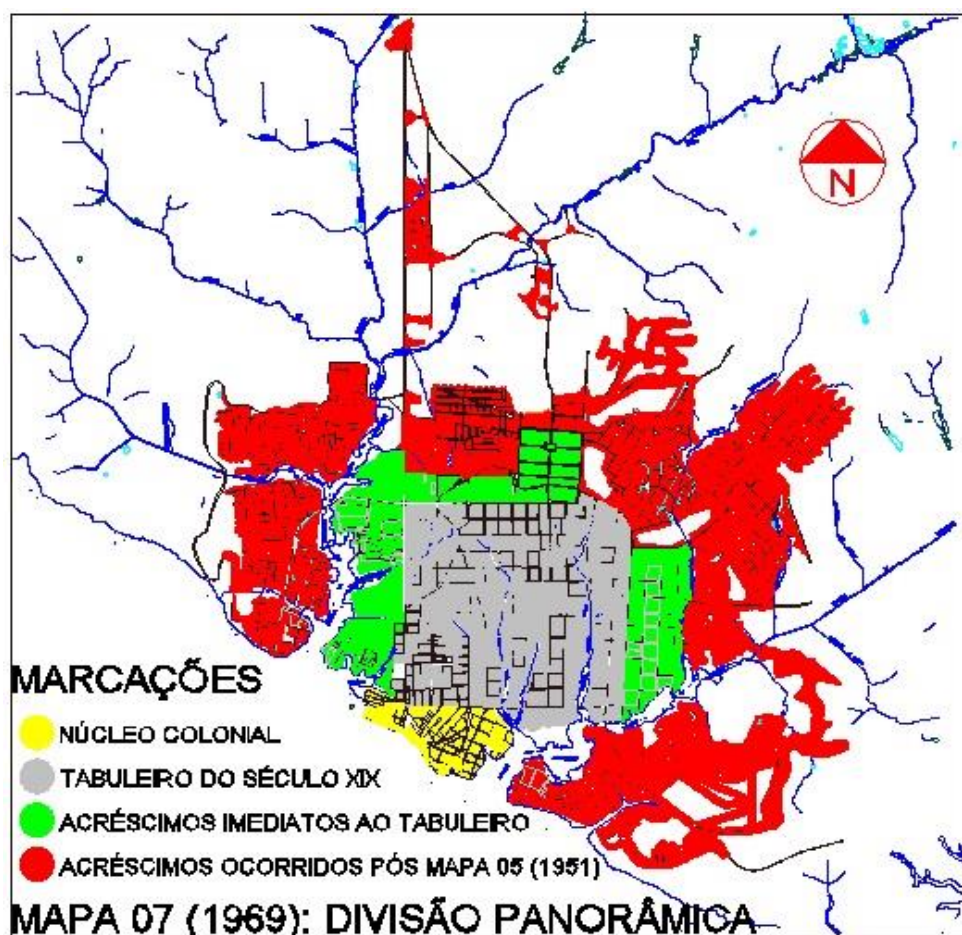 N
MARCAÇÕES
NÚCLEO COLONIAL
TABULEIRO DO SÉCULO XIX
ACRÉSCIMOS IMEDIATOS AO TABULEIRO
ACRÉSCIMOS OCORRIDOS PÓS MAPA 05 (1951)
MAPA 07 (1969): DIVISÃO PANORÂMICA